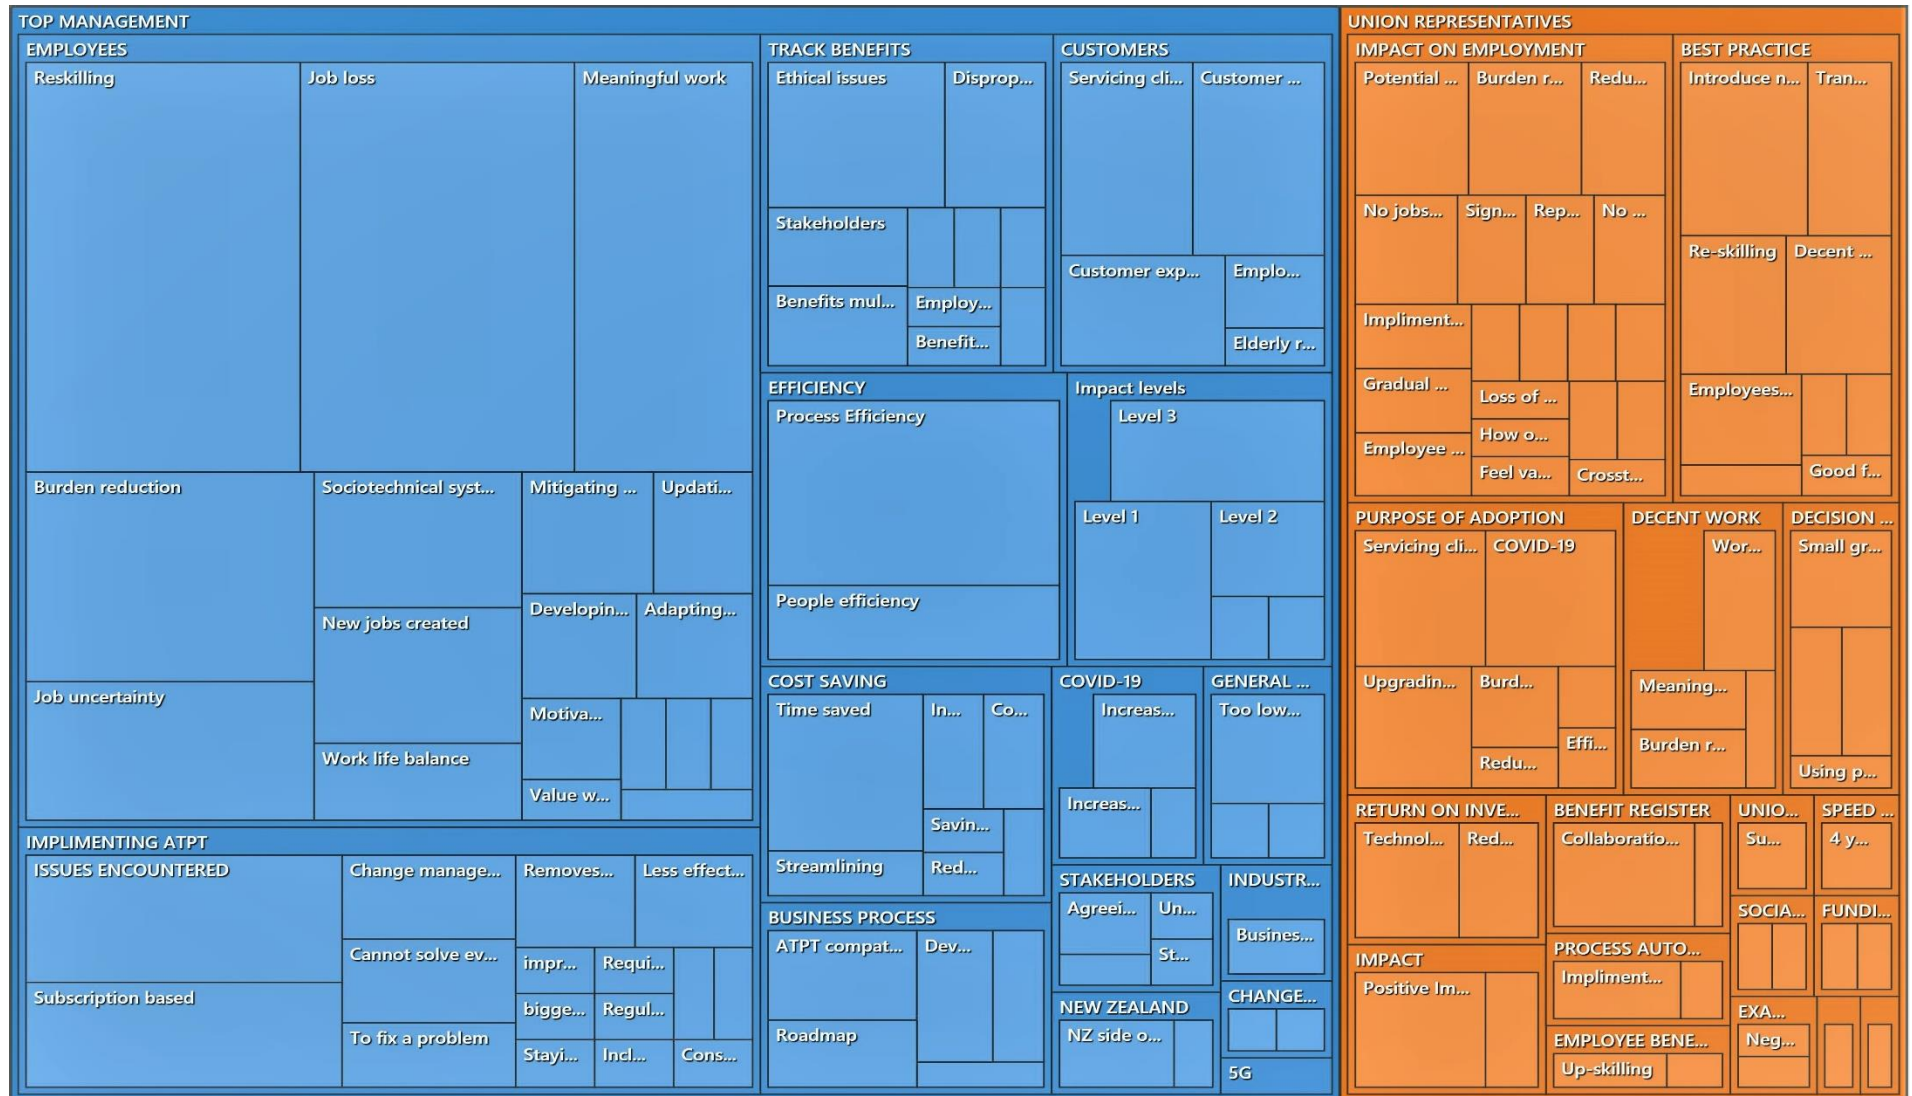 TOP MANAGEMENT
EMPLOYEES
Reskilling
Job loss
Meaningful work
Burden reduction
Sociotechnical syst...
Mitigating ...
Updati...
Job uncertainty
New jobs created
Developin...
Adapting...
Motiva...
Work life balance
Value w...
IMPLIMENTING ATPT
ISSUES ENCOUNTERED
Change manage...
Removes...
Less effect...
Subscription based
Cannot solve ev...
impr...
Requi...
bigge...
Regul...
To fix a problem
Stayi...
Incl...
Cons...
TRACK BENEFITS
Ethical issues
Disprop...
Stakeholders
Benefits mul...
Employ...
Benefit...
CUSTOMERS
Servicing cli...
Customer ...
Customer exp...
Emplo...
Elderly r...
EFFICIENCY
Process Efficiency
People efficiency
Impact levels
Level 3
Level 1
Level 2
COST SAVING
Time saved
In...
Co...
Savin...
Streamlining
Red...
COVID-19
Increas...
Increas...
GENERAL ...
Too low...
BUSINESS PROCESS
ATPT compat...
Dev...
Roadmap
STAKEHOLDERS
Agreei...
Un...
St...
INDUSTR...
Busines...
NEW ZEALAND
NZ side o...
CHANGE...
5G
UNION REPRESENTATIVES
IMPACT ON EMPLOYMENT
Potential ...
Burden r...
Redu...
No jobs...
Sign...
Rep...
No ...
Impliment...
Gradual ...
Loss of ...
How o...
Employee ...
Feel va...
Crosst...
BEST PRACTICE
Introduce n...
Tran...
Re-skilling
Decent ...
Employees...
Good f...
PURPOSE OF ADOPTION
Servicing cli...
COVID-19
Upgradin...
Burd...
Effi...
Redu...
DECENT WORK
Wor...
Meaning...
Burden r...
DECISION ...
Small gr...
Using p...
RETURN ON INVE...
Technol...
Red...
BENEFIT REGISTER
Collaboratio...
UNIO...
Su...
SPEED ...
4 y...
IMPACT
Positive Im...
PROCESS AUTO...
Impliment...
SOCIA...
FUNDI...
EMPLOYEE BENE...
Up-skilling
EXA...
Neg...